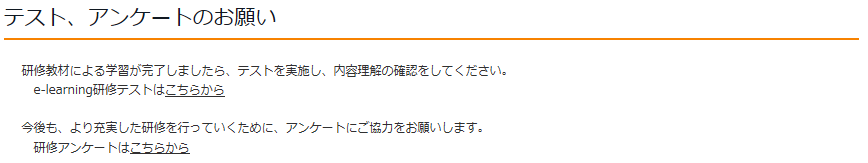 テスト、アンケートのお願い
研修教材による学習が完了しましたら、テストを実施し、内容理解の確認をしてください。
e-learning研修テストはこちらから
今後も、より充実した研修を行っていくために、アンケートにご協力をお願いします。
研修アンケートはこちらから